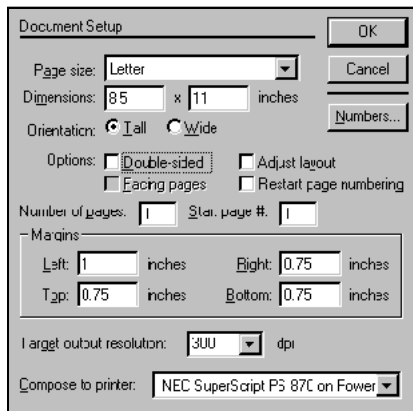 Document Setup
OK
Page size: Letter
Cancel
Dimensions: 8.5 x 11 inches
Numbers...
Orientation: Tall Wide
Options: Double-sided Adjust layout
Facing pages Restart page numbering
Number of pages: 1 Start page #: 1
Margins
Left: 1 inches Right: 0.75 inches
Top: 0.75 inches Bottom: 0.75 inches
Target output resolution: 300 dpi
Compose to printer: NEC SuperScript PS 870 on Power